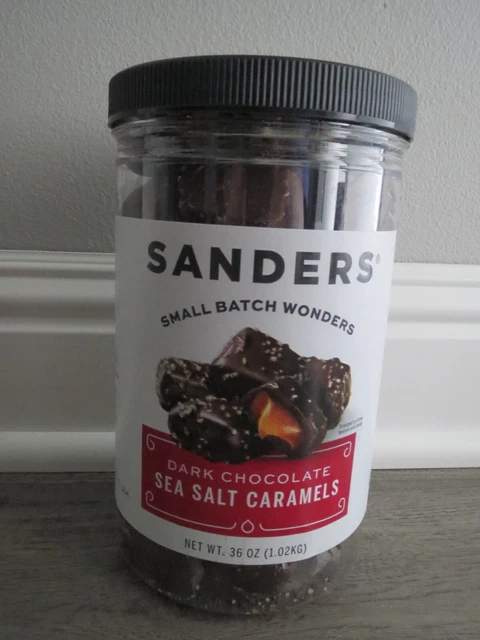 SANDERS®
SMALL BATCH WONDERS
DARK CHOCOLATE
SEA SALT CARAMELS
NET WT. 36 OZ (1.02KG)